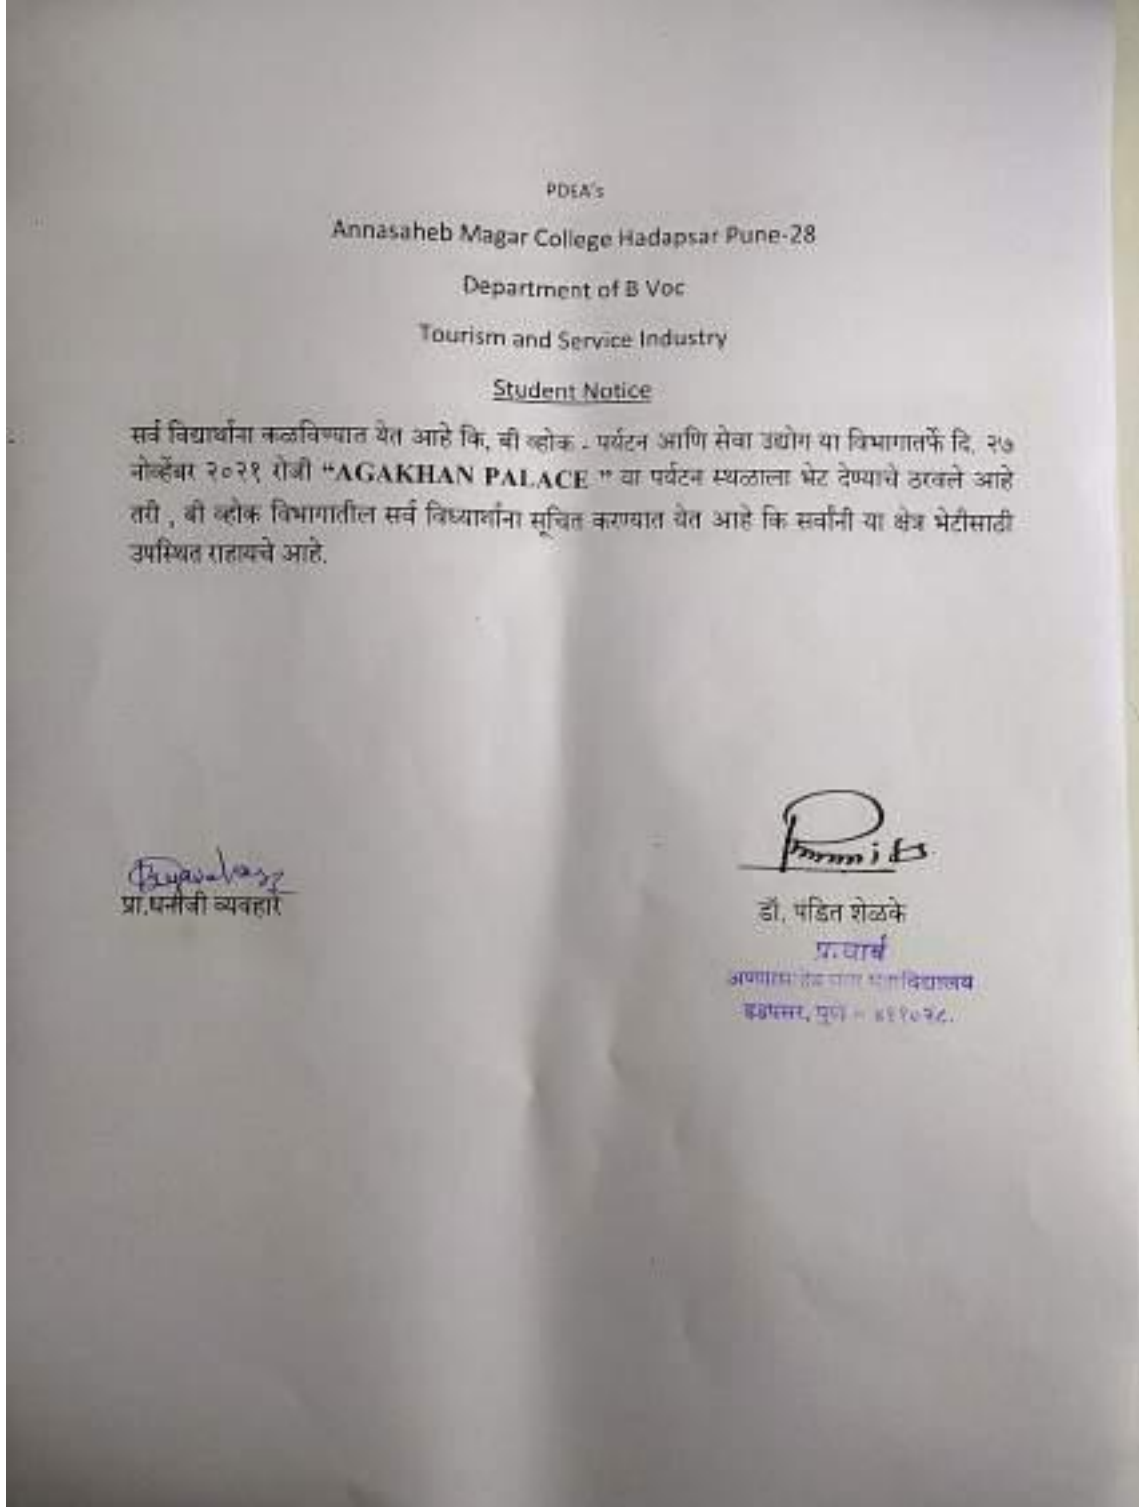 PDEA's
Annasaheb Magar College Hadapsar Pune-28
Department of B Voc
Tourism and Service Industry
Student Notice
सर्व विद्यार्थाना कळविण्यात येत आहे कि, बी व्होक - पर्यटन आणि सेवा उद्योग या विभागातर्फे दि. २७
नोव्हेंबर २०२१ रोजी “AGAKHAN PALACE ” या पर्यटन स्थळाला भेट देण्याचे ठरवले आहे
तरी , बी व्होक विभागातील सर्व विध्यार्थाना सूचित करण्यात येत आहे कि सर्वांनी या क्षेत्र भेटीसाठी
उपस्थित राहायचे आहे.
प्रा.धनाजी व्यवहारे
डॉ. पंडित शेळके
हडपसर, पुणे - ४११०२८.